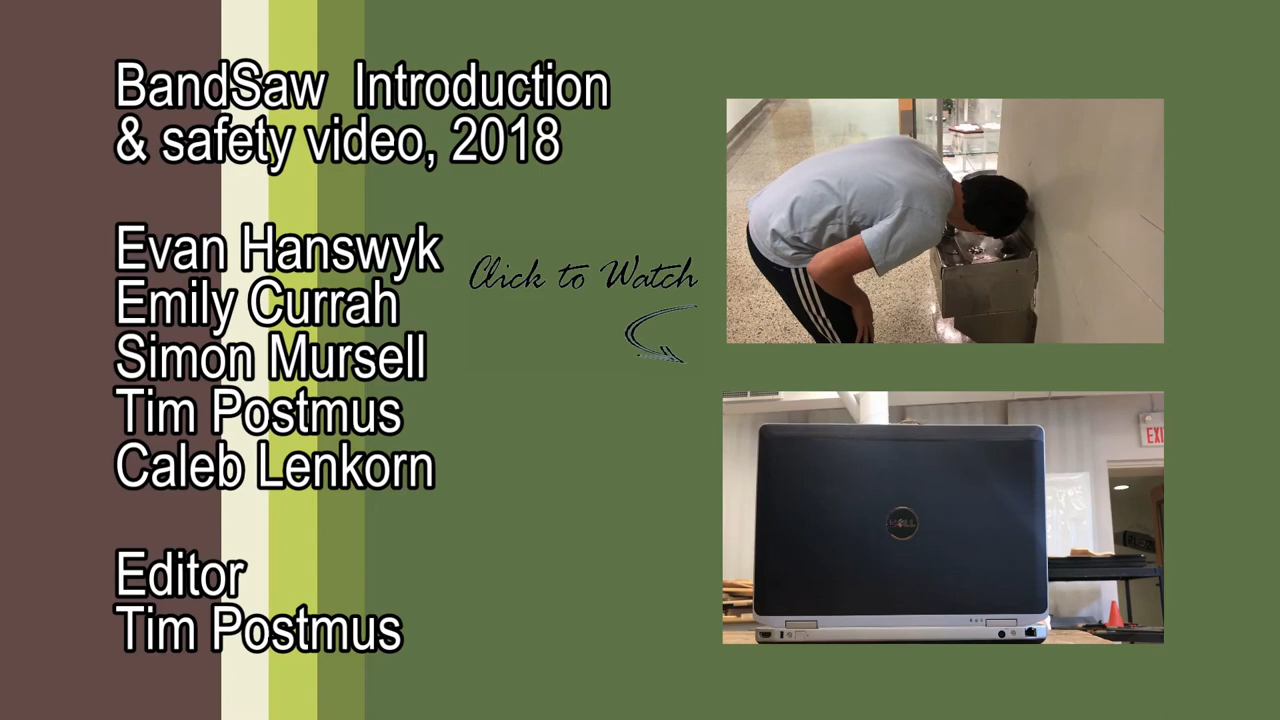 BandSaw Introduction
& safety video, 2018
Evan Hanswyk
Emily Currah
Simon Mursell
Tim Postmus
Caleb Lenkorn
Editor
Tim Postmus
Click to Watch
DELL
EXI